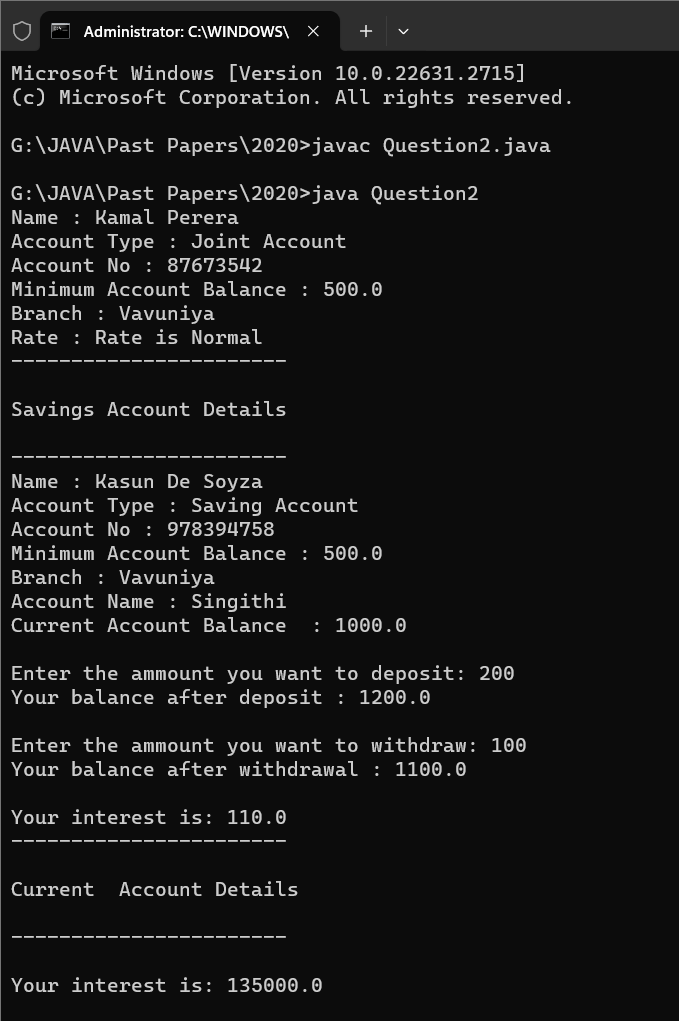 Administrator: C:\WINDOWS\
Microsoft Windows [Version 10.0.22631.2715]
(c) Microsoft Corporation. All rights reserved.
G:\JAVA\Past Papers\2020>javac Question2.java
G:\JAVA\Past Papers\2020>java Question2
Name : Kamal Perera
Account Type : Joint Account
Account No : 87673542
Minimum Account Balance : 500.0
Branch : Vavuniya
Rate : Rate is Normal
-----------------------
Savings Account Details
-----------------------
Name : Kasun De Soyza
Account Type : Saving Account
Account No : 978394758
Minimum Account Balance : 500.0
Branch : Vavuniya
Account Name : Singithi
Current Account Balance  : 1000.0
Enter the ammount you want to deposit: 200
Your balance after deposit : 1200.0
Enter the ammount you want to withdraw: 100
Your balance after withdrawal : 1100.0
Your interest is: 110.0
-----------------------
Current  Account Details
-----------------------
Your interest is: 135000.0